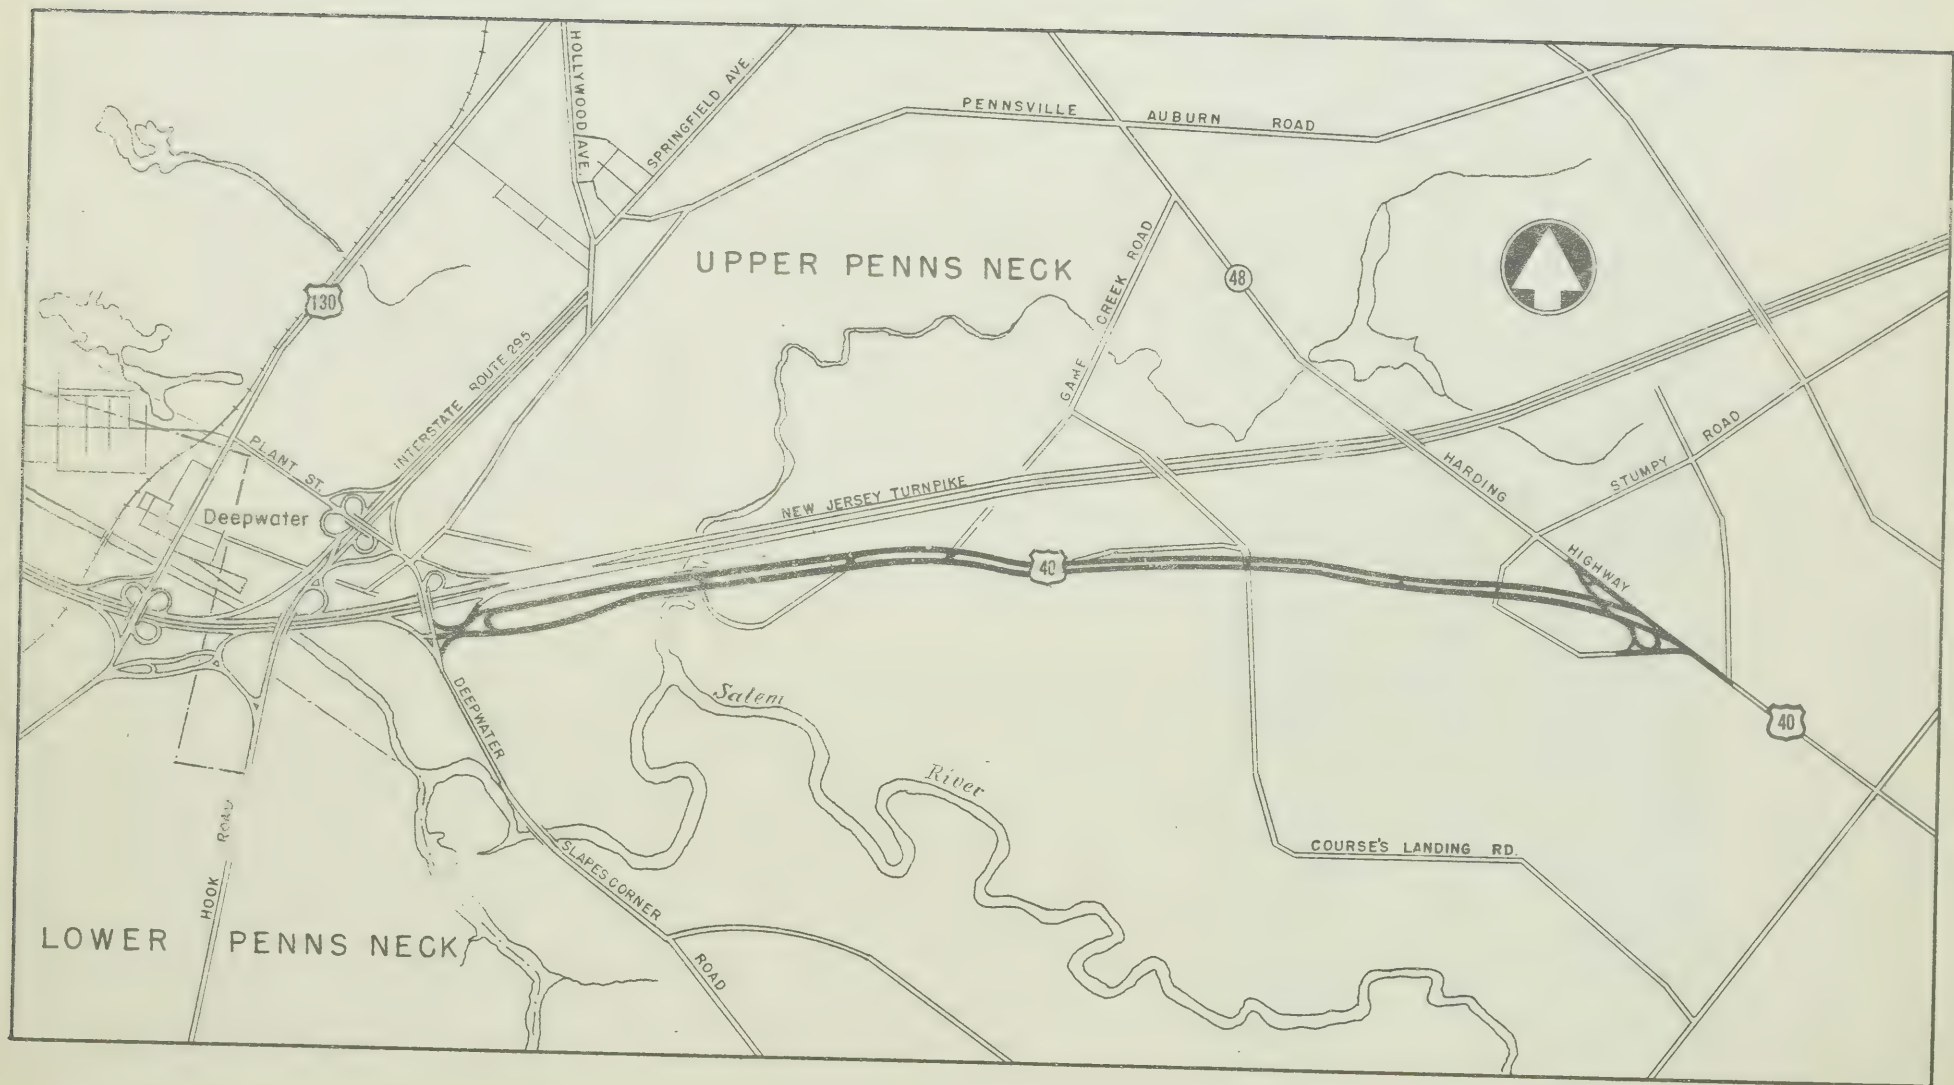 HOLLYWOOD AVE.
SPRINGFIELD AVE.
PENNSVILLE AUBURN ROAD
UPPER PENNS NECK
GAME CREEK ROAD
48
130
INTERSTATE ROUTE 295
PLANT ST.
Deepwater
NEW JERSEY TURNPIKE
HARDING HIGHWAY
STUMPY ROAD
40
40
DEEPWATER
SLAPES CORNER
ROAD
Salem
River
COURSE'S LANDING RD.
HOOK ROAD
LOWER PENNS NECK